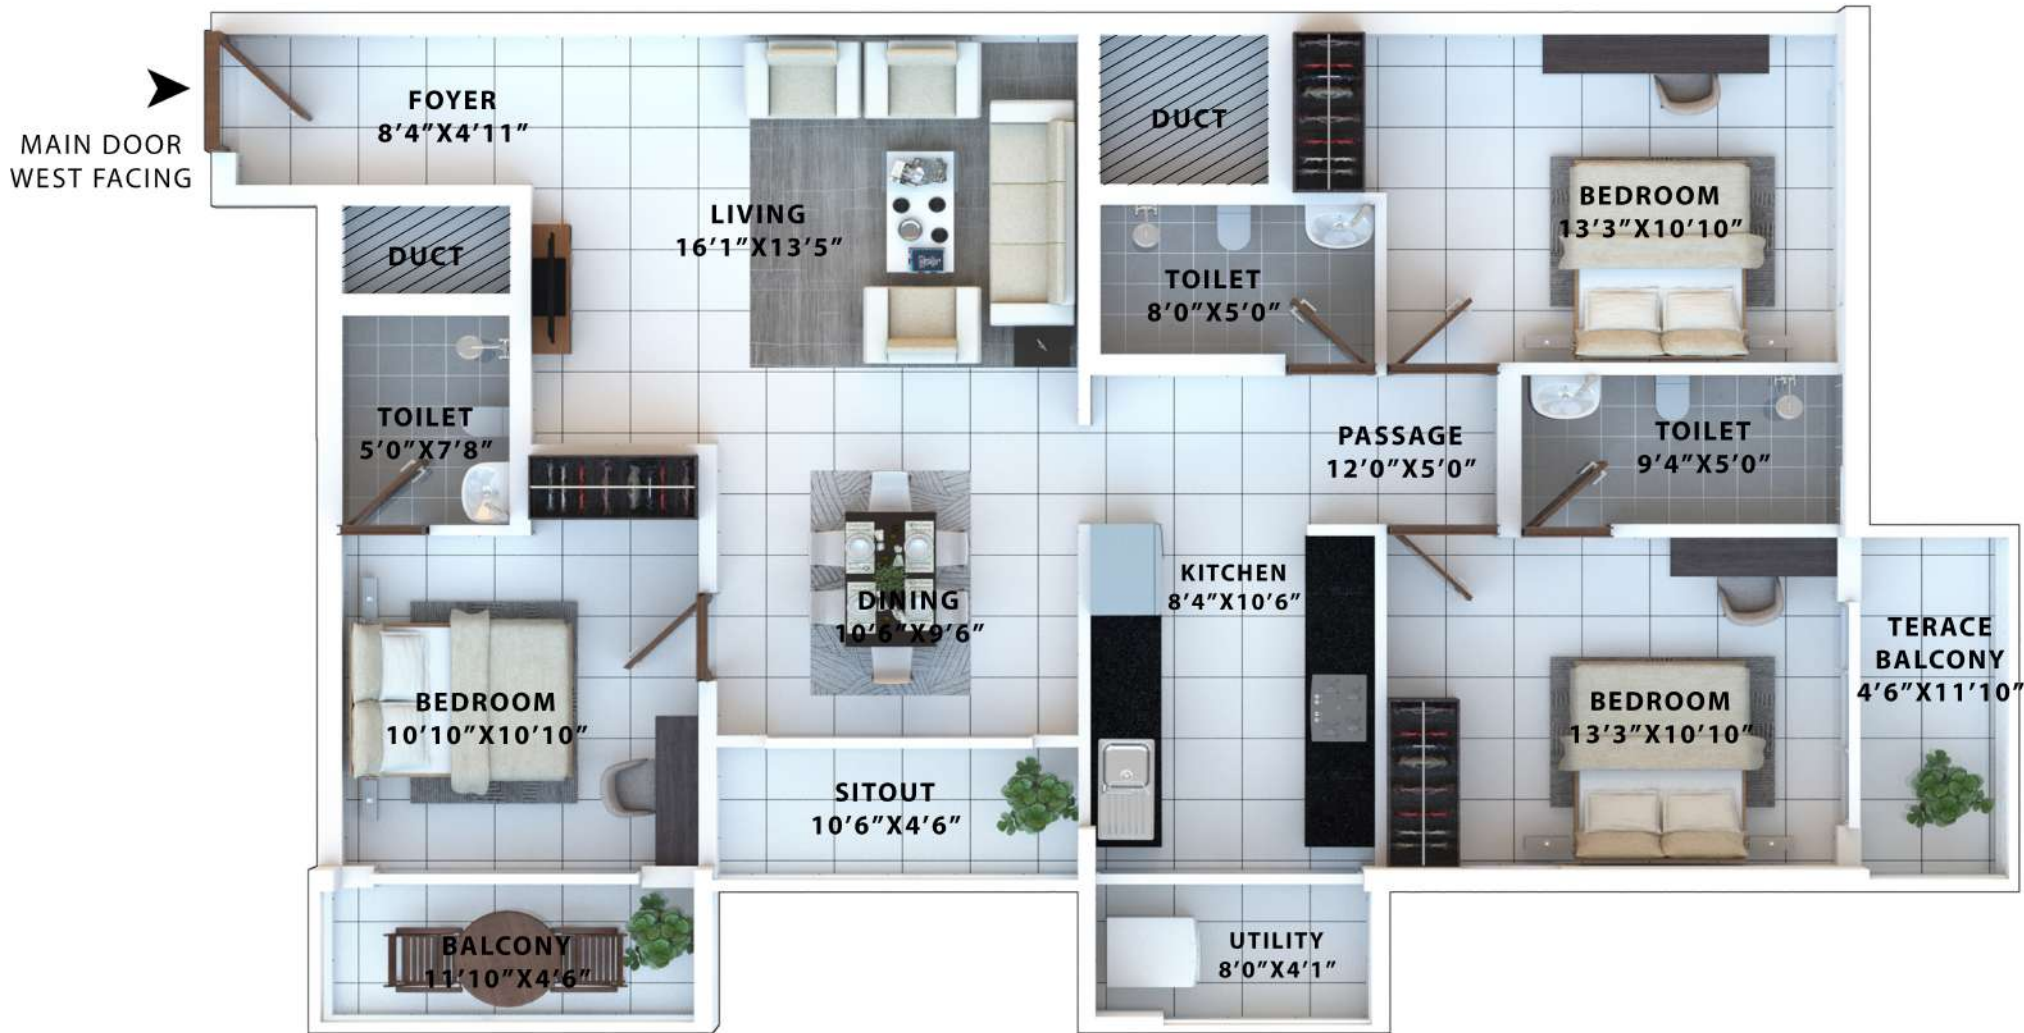 MAIN DOOR
WEST FACING
FOYER
8’4”X4’11”
DUCT
LIVING
16’1”X13’5”
DUCT
BEDROOM
13’3”X10’10”
TOILET
8’0”X5’0”
TOILET
5’0”X7’8”
PASSAGE
12’0”X5’0”
TOILET
9’4”X5’0”
KITCHEN
8’4”X10’6”
DINING
10’6”X9’6”
BEDROOM
10’10”X10’10”
BEDROOM
13’3”X10’10”
TERACE
BALCONY
4’6”X11’10”
SITOUT
10’6”X4’6”
BALCONY
11’10”X4’6”
UTILITY
8’0”X4’1”